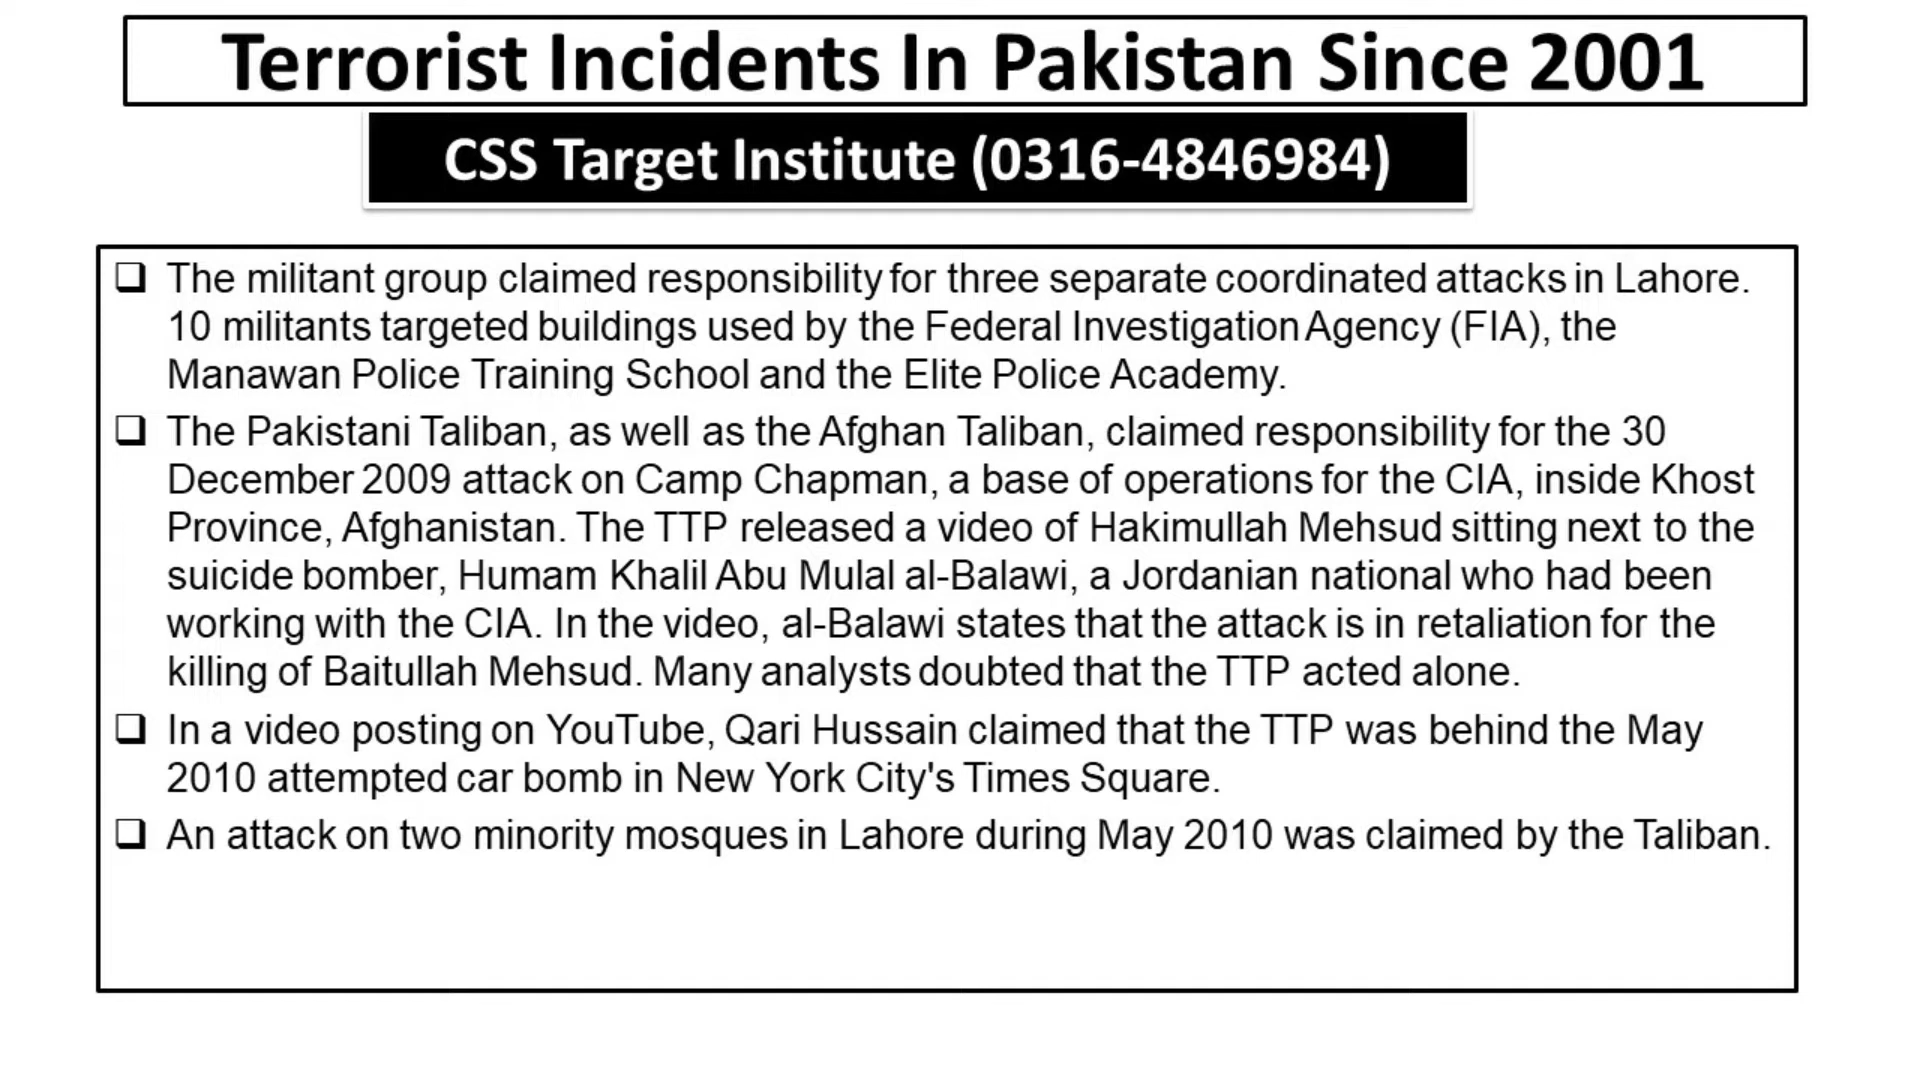 Terrorist Incidents In Pakistan Since 2001
CSS Target Institute (0316-4846984)
The militant group claimed responsibility for three separate coordinated attacks in Lahore.
10 militants targeted buildings used by the Federal Investigation Agency (FIA), the
Manawan Police Training School and the Elite Police Academy.
The Pakistani Taliban, as well as the Afghan Taliban, claimed responsibility for the 30
December 2009 attack on Camp Chapman, a base of operations for the CIA, inside Khost
Province, Afghanistan. The TTP released a video of Hakimullah Mehsud sitting next to the
suicide bomber, Humam Khalil Abu Mulal al-Balawi, a Jordanian national who had been
working with the CIA. In the video, al-Balawi states that the attack is in retaliation for the
killing of Baitullah Mehsud. Many analysts doubted that the TTP acted alone.
In a video posting on YouTube, Qari Hussain claimed that the TTP was behind the May
2010 attempted car bomb in New York City's Times Square.
An attack on two minority mosques in Lahore during May 2010 was claimed by the Taliban.